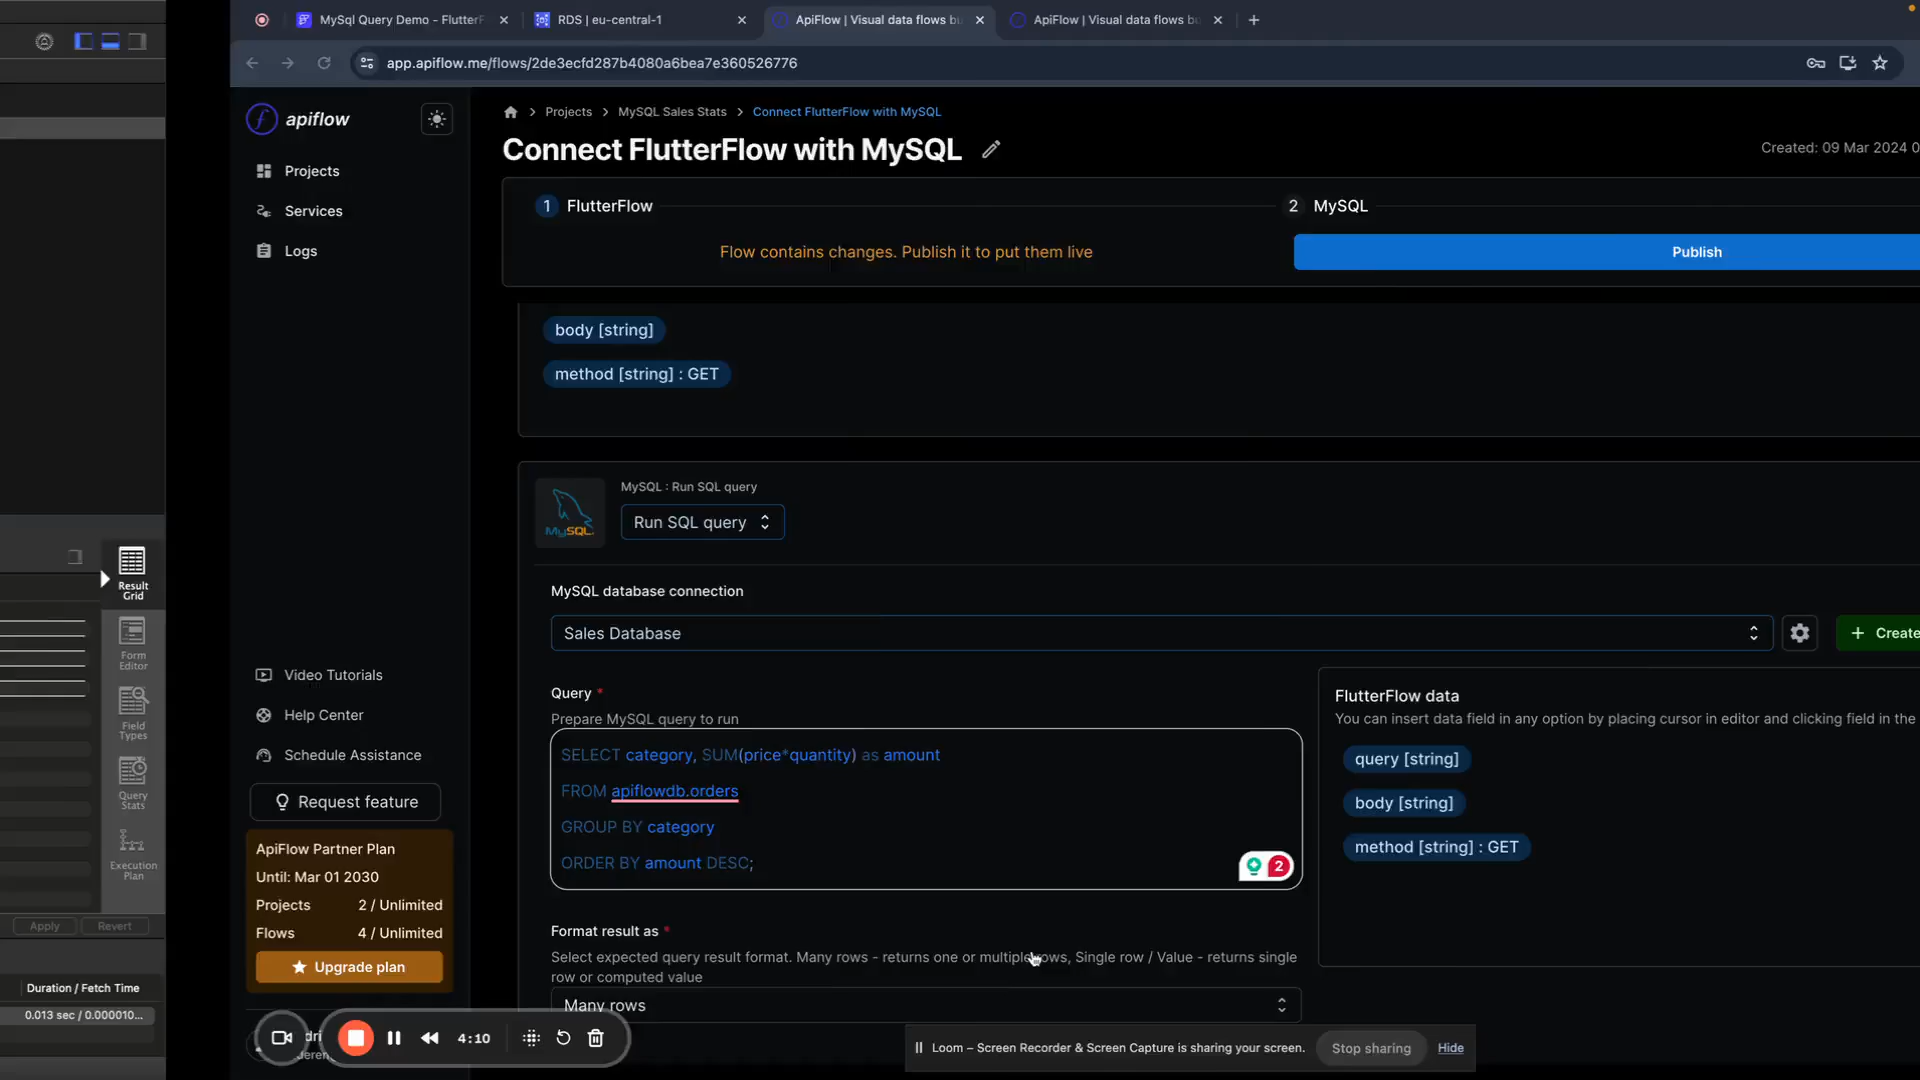 MySql Query Demo - FlutterF
RDS | eu-central-1
ApiFlow | Visual data flows bu
ApiFlow | Visual data flows bu
app.apiflow.me/flows/2de3ecfd287b4080a6bea7e360526776
apiflow
Projects
Services
Logs
Projects > MySQL Sales Stats > Connect FlutterFlow with MySQL
Connect FlutterFlow with MySQL
Created: 09 Mar 2024 0
1 FlutterFlow
2 MySQL
Flow contains changes. Publish it to put them live
Publish
body [string]
method [string] : GET
MySQL
MySQL : Run SQL query
Run SQL query
MySQL database connection
Sales Database
+ Create
Query *
Prepare MySQL query to run
SELECT category, SUM(price*quantity) as amount
FROM apiflowdb.orders
GROUP BY category
ORDER BY amount DESC;
2
FlutterFlow data
You can insert data field in any option by placing cursor in editor and clicking field in the
query [string]
body [string]
method [string] : GET
Format result as *
Select expected query result format. Many rows - returns one or multiple rows, Single row / Value - returns single
row or computed value
Many rows
Video Tutorials
Help Center
Schedule Assistance
Request feature
ApiFlow Partner Plan
Until: Mar 01 2030
Projects 2 / Unlimited
Flows 4 / Unlimited
Upgrade plan
4:10
Loom – Screen Recorder & Screen Capture is sharing your screen.
Stop sharing
Hide
Result
Grid
Form
Editor
Field
Types
Query
Stats
Execution
Plan
Apply
Revert
Duration / Fetch Time
0.013 sec / 0.000010...